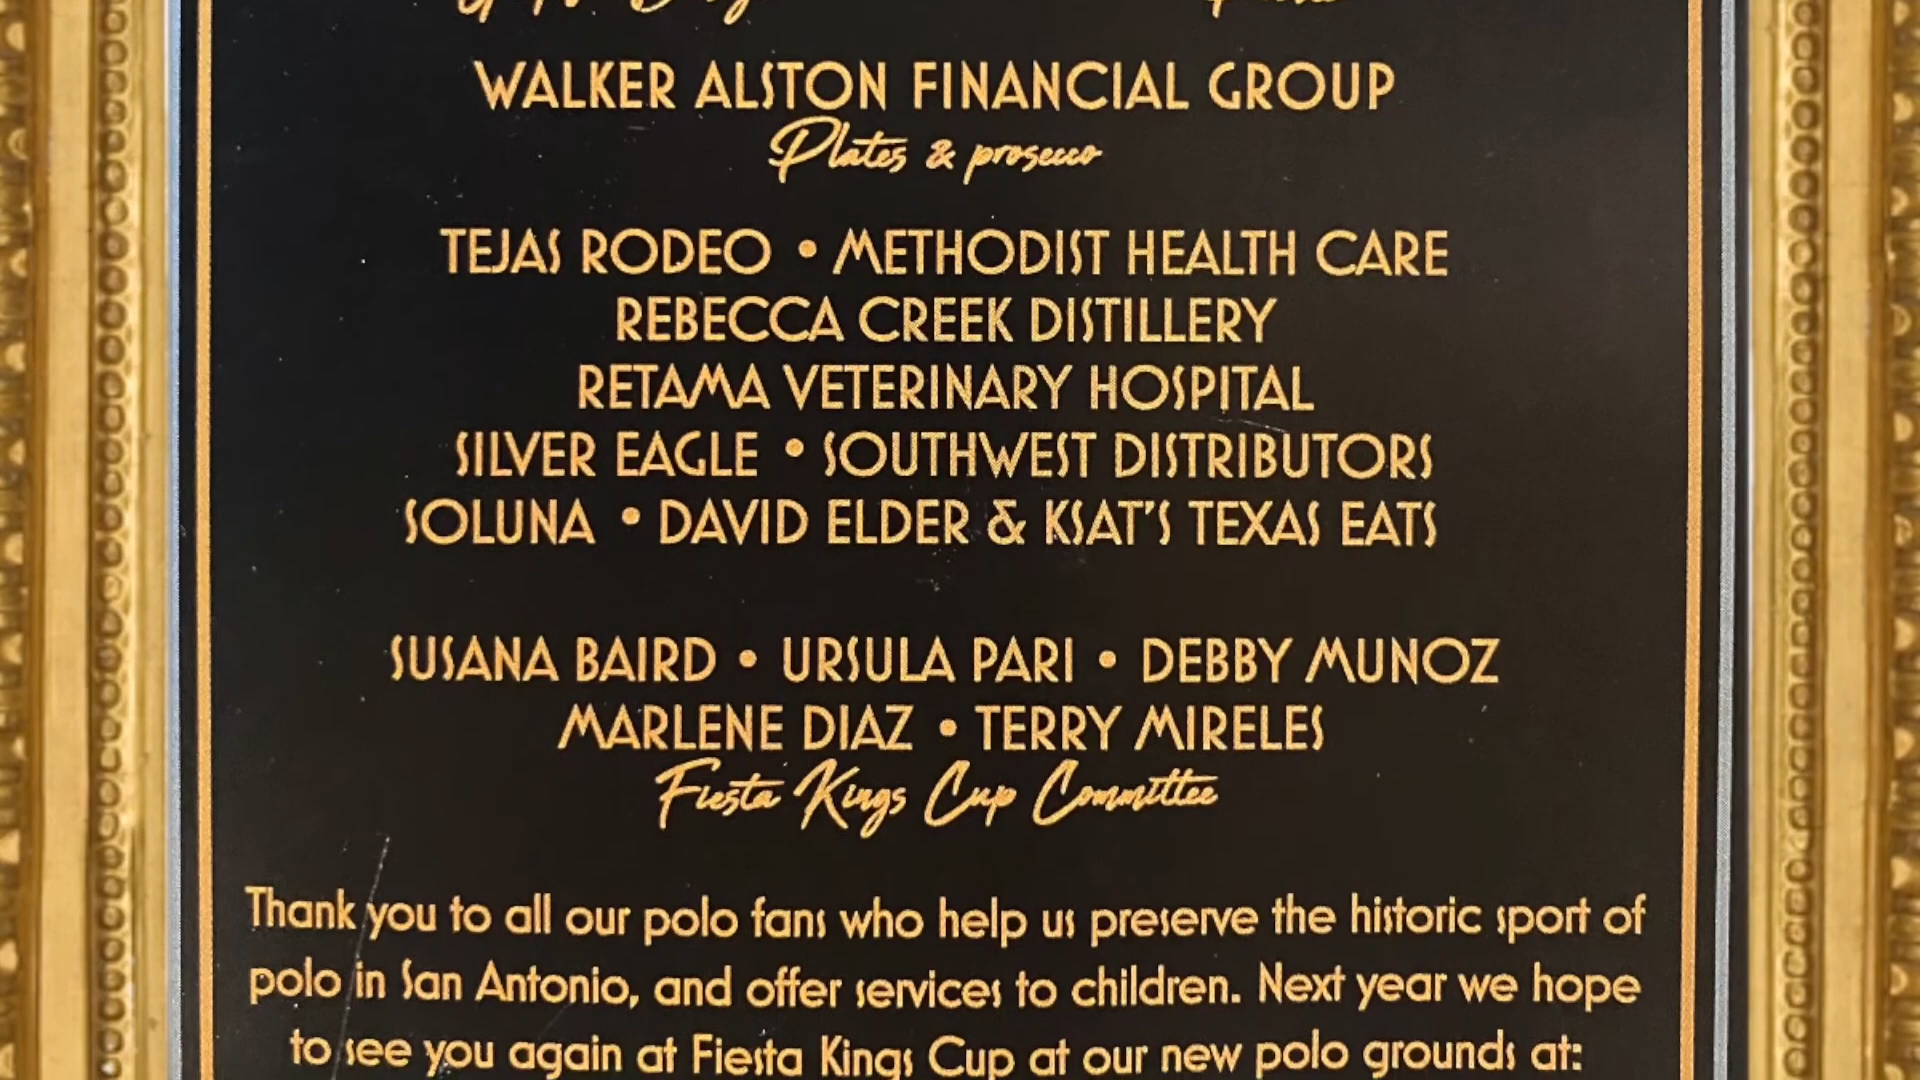 WALKER ALSTON FINANCIAL GROUP
Plates & prosecco
TEJAS RODEO • METHODIST HEALTH CARE
REBECCA CREEK DISTILLERY
RETAMA VETERINARY HOSPITAL
SILVER EAGLE • SOUTHWEST DISTRIBUTORS
SOLUNA • DAVID ELDER & KSAT'S TEXAS EATS
SUSANA BAIRD • URSULA PARI • DEBBY MUNOZ
MARLENE DIAZ • TERRY MIRELES
Fiesta Kings Cup Committee
Thank you to all our polo fans who help us preserve the historic sport of
polo in San Antonio, and offer services to children. Next year we hope
to see you again at Fiesta Kings Cup at our new polo grounds at: